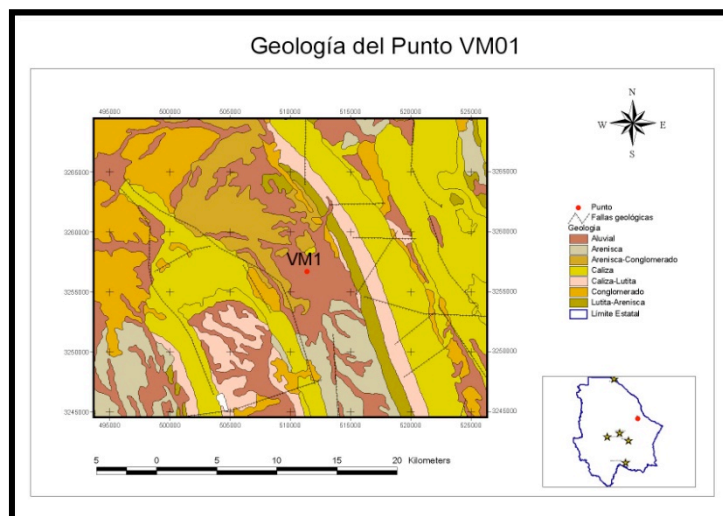 Geología del Punto VM01
495000 500000 505000 510000 515000 520000 525000
3265000 3265000
3260000 3260000
VM1
3255000 3255000
3250000 3250000
3245000 3245000
495000 500000 505000 510000 515000 520000 525000
5 0 5 10 15 20 Kilometers
N
W E
S
Punto
Fallas geológicas
Geologia
Aluvial
Arenisca
Arenisca-Conglomerado
Caliza
Caliza-Lutita
Conglomerado
Lutita-Arenisca
Limite Estatal